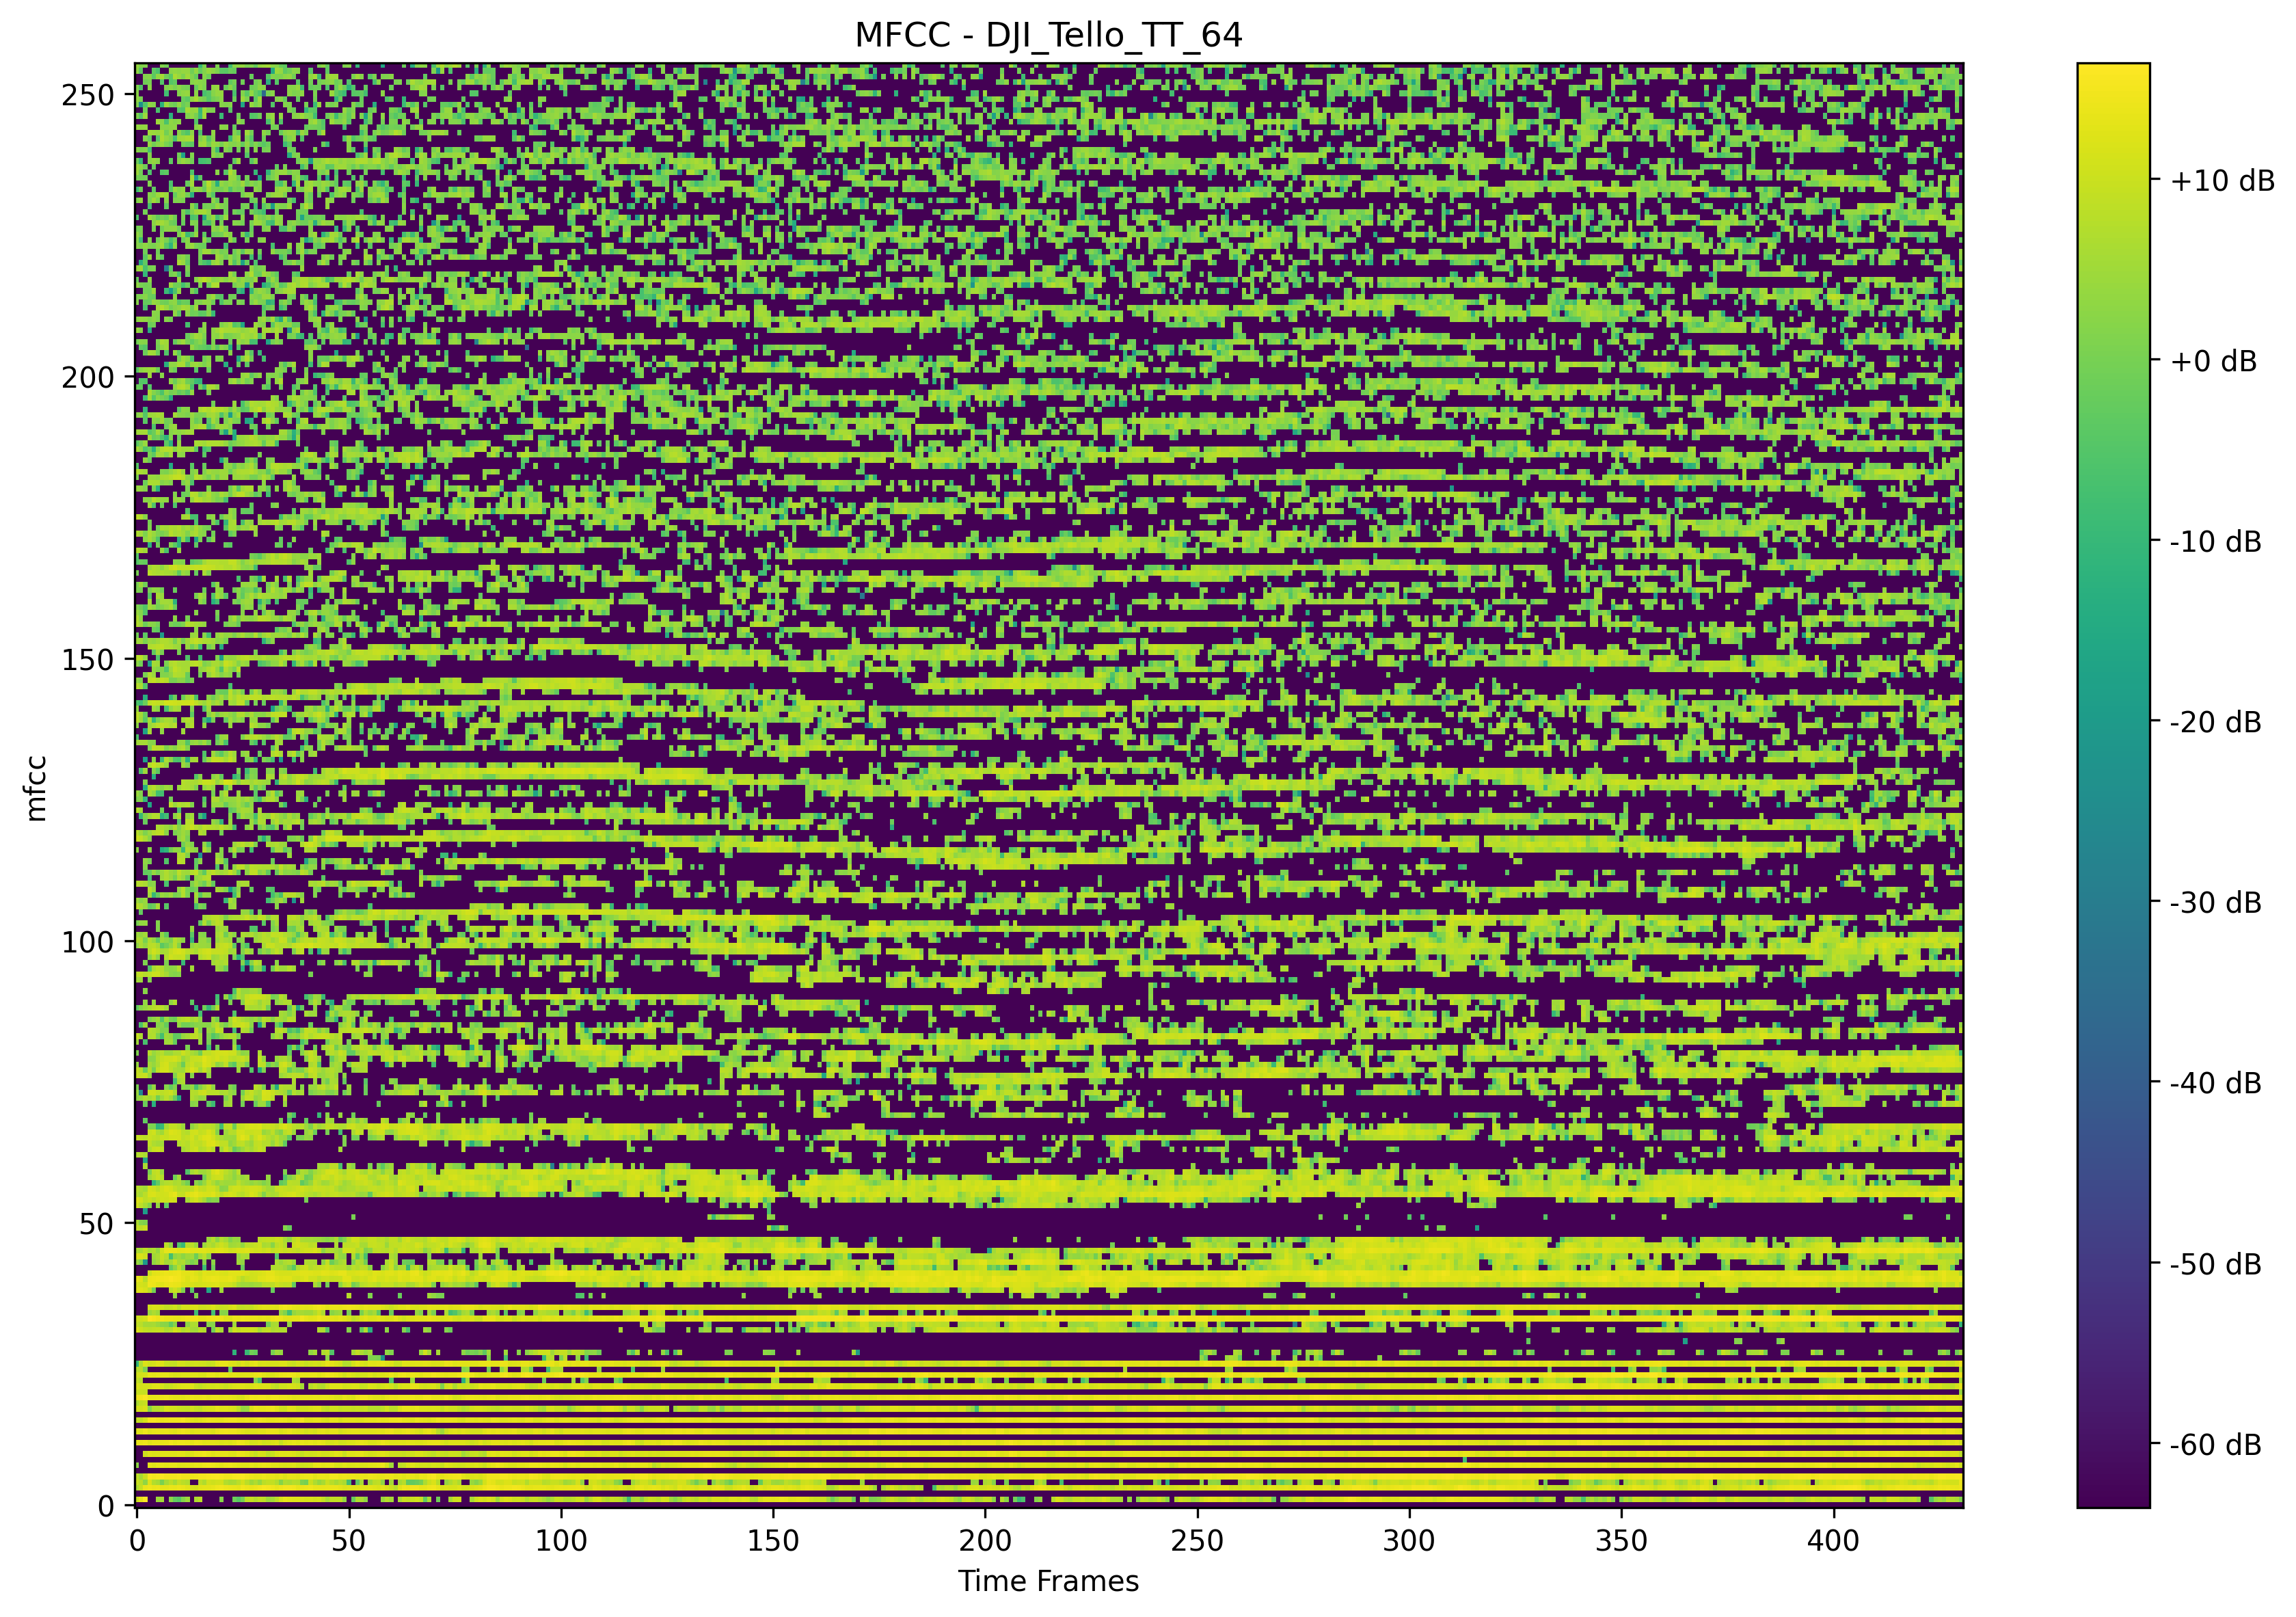 MFCC - DJI_Tello_TT_64
250
200
150
100
50
0
mfcc
0 50 100 150 200 250 300 350 400
Time Frames
+10 dB
+0 dB
-10 dB
-20 dB
-30 dB
-40 dB
-50 dB
-60 dB